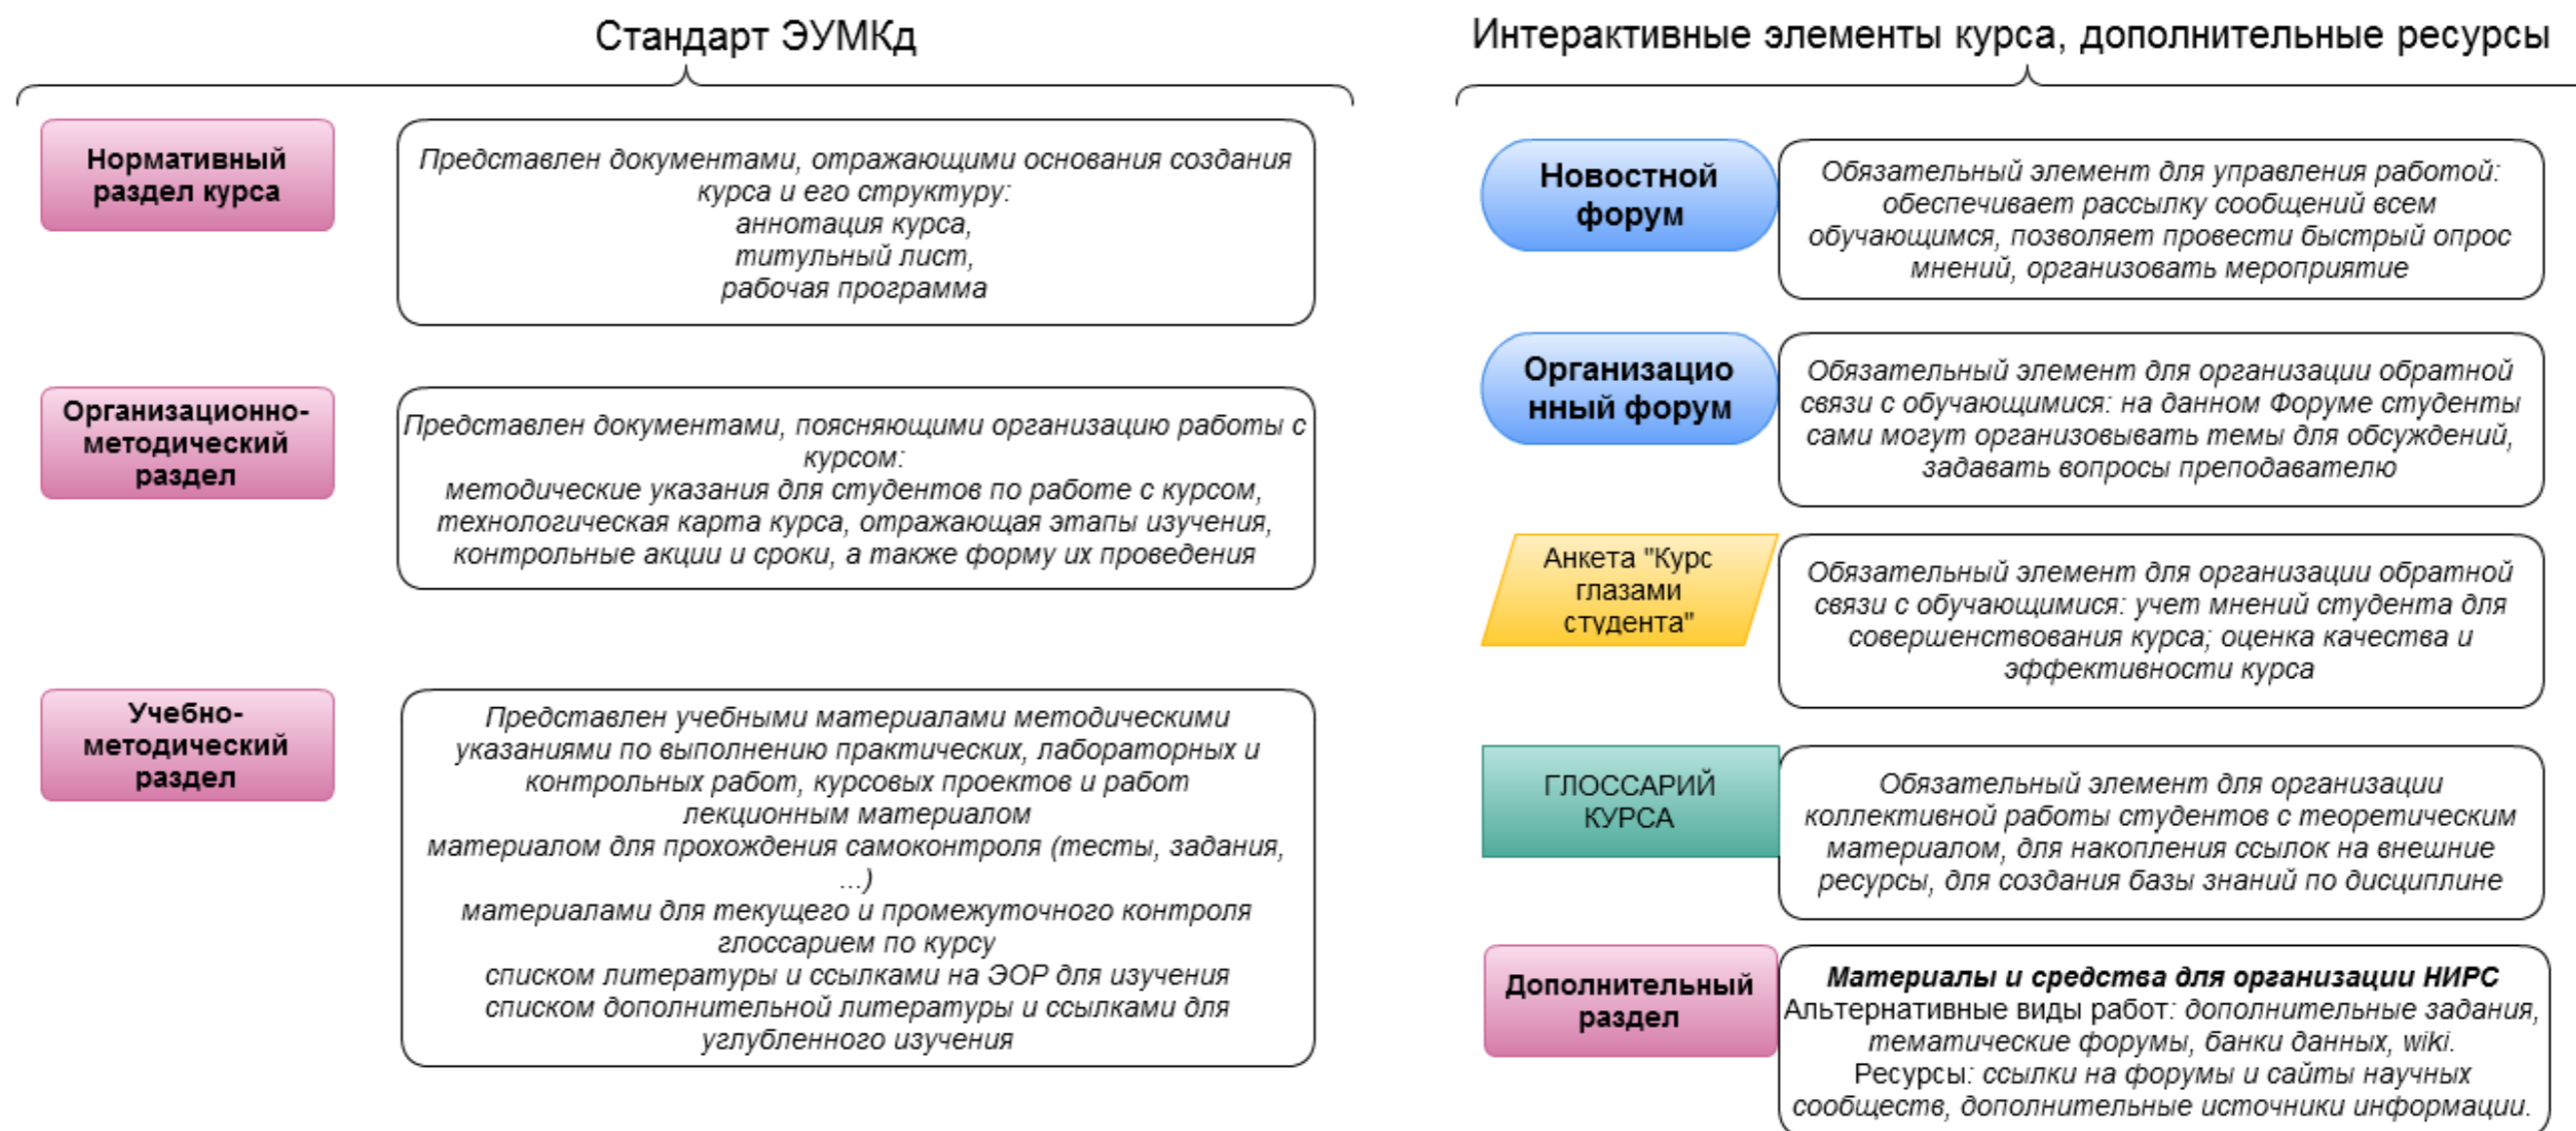 Стандарт ЭУМКд
Нормативный
раздел курса
Представлен документами, отражающими основания создания
курса и его структуру:
аннотация курса,
титульный лист,
рабочая программа
Организационно-
методический
раздел
Представлен документами, поясняющими организацию работы с
курсом:
методические указания для студентов по работе с курсом,
технологическая карта курса, отражающая этапы изучения,
контрольные акции и сроки, а также форму их проведения
Учебно-
методический
раздел
Представлен учебными материалами методическими
указаниями по выполнению практических, лабораторных и
контрольных работ, курсовых проектов и работ
лекционным материалом
материалом для прохождения самоконтроля (тесты, задания,
...)
материалами для текущего и промежуточного контроля
глоссарием по курсу
списком литературы и ссылками на ЭОР для изучения
списком дополнительной литературы и ссылками для
углубленного изучения
Интерактивные элементы курса, дополнительные ресурсы
Новостной
форум
Обязательный элемент для управления работой:
обеспечивает рассылку сообщений всем
обучающимся, позволяет провести быстрый опрос
мнений, организовать мероприятие
Организацио
нный форум
Обязательный элемент для организации обратной
связи с обучающимися: на данном Форуме студенты
сами могут организовывать темы для обсуждений,
задавать вопросы преподавателю
Анкета "Курс
глазами
студента"
Обязательный элемент для организации обратной
связи с обучающимися: учет мнений студента для
совершенствования курса; оценка качества и
эффективности курса
ГЛОССАРИЙ
КУРСА
Обязательный элемент для организации
коллективной работы студентов с теоретическим
материалом, для накопления ссылок на внешние
ресурсы, для создания базы знаний по дисциплине
Дополнительный
раздел
Материалы и средства для организации НИРС
Альтернативные виды работ: дополнительные задания,
тематические форумы, банки данных, wiki.
Ресурсы: ссылки на форумы и сайты научных
сообществ, дополнительные источники информации.